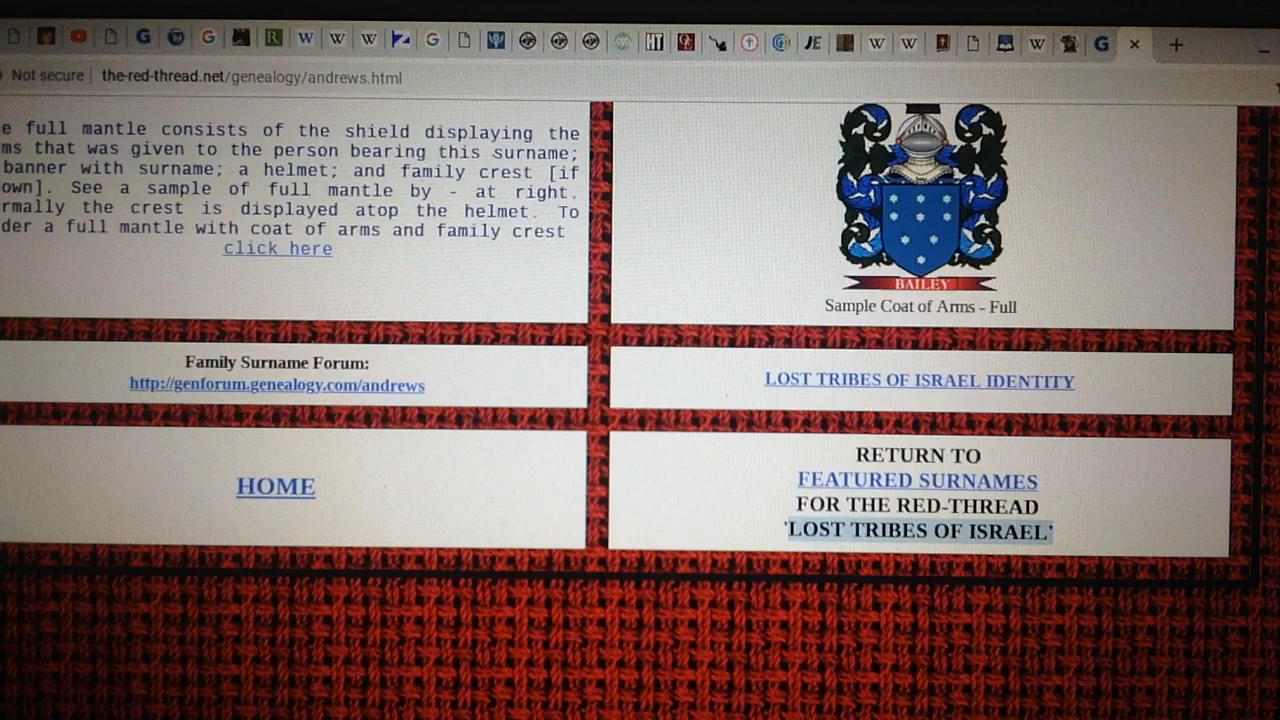 Not secure the-red-thread.net/genealogy/andrews.html
e full mantle consists of the shield displaying the
ms that was given to the person bearing this surname;
banner with surname; a helmet; and family crest [if
own]. See a sample of full mantle by - at right.
rmally the crest is displayed atop the helmet. To
der a full mantle with coat of arms and family crest
click here
BAILEY
Sample Coat of Arms - Full
Family Surname Forum:
http://genforum.genealogy.com/andrews
LOST TRIBES OF ISRAEL IDENTITY
HOME
RETURN TO
FEATURED SURNAMES
FOR THE RED-THREAD
'LOST TRIBES OF ISRAEL'